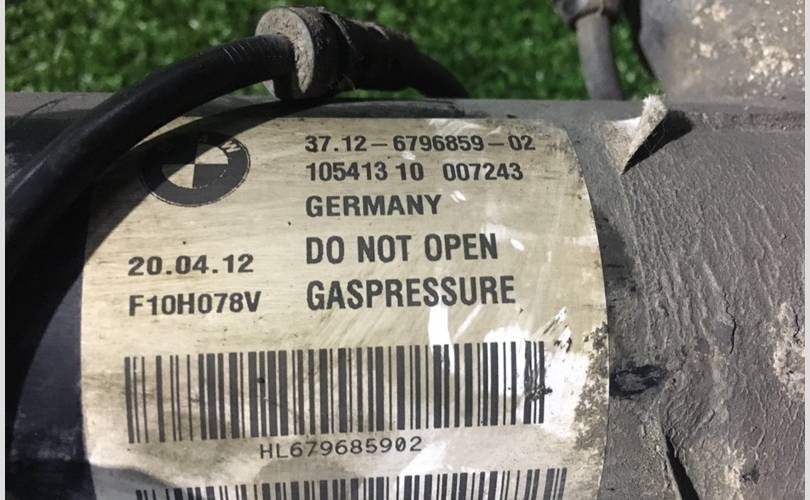 37.12-6796859-02
105413 10 007243
GERMANY
DO NOT OPEN
GASPRESSURE
20.04.12
F10H078V
HL679685902